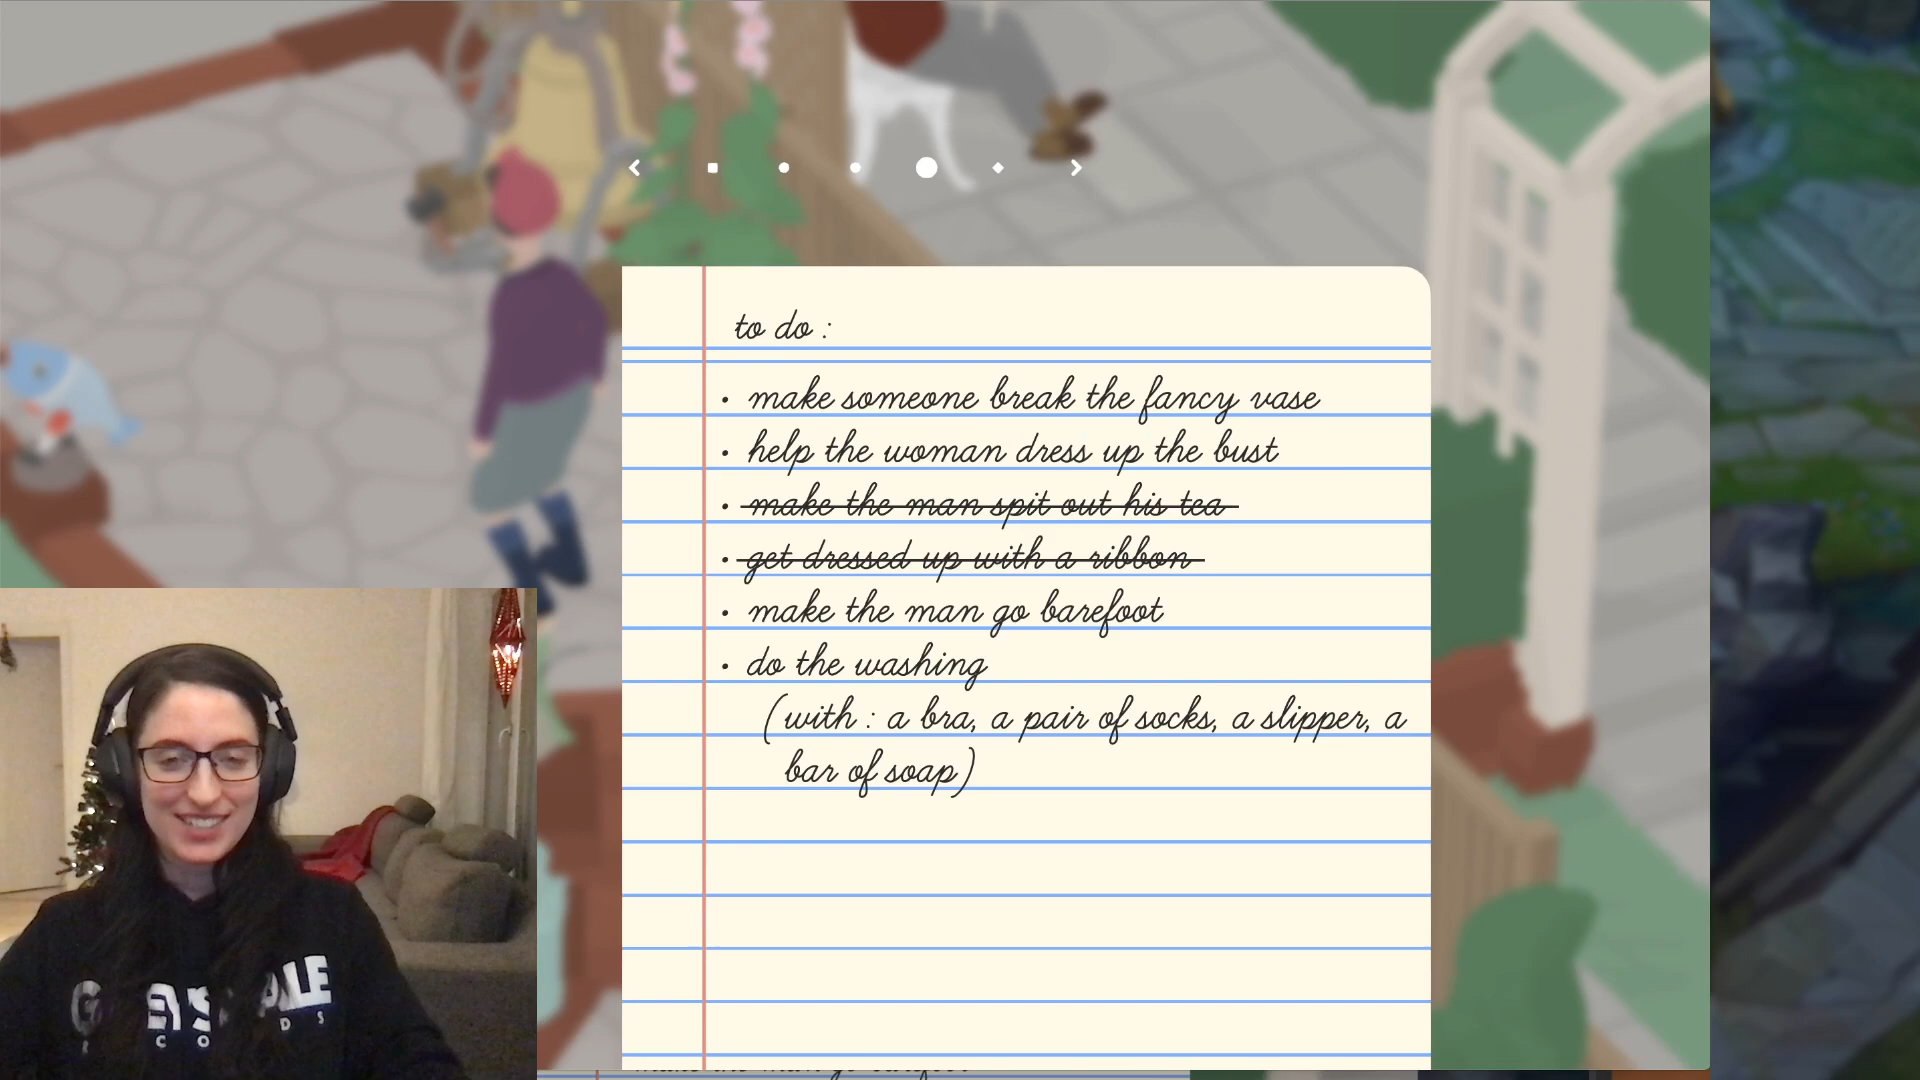 to do :
• make someone break the fancy vase
• help the woman dress up the bust
• make the man spit out his tea
• get dressed up with a ribbon
• make the man go barefoot
• do the washing
(with : a bra, a pair of socks, a slipper, a
bar of soap)